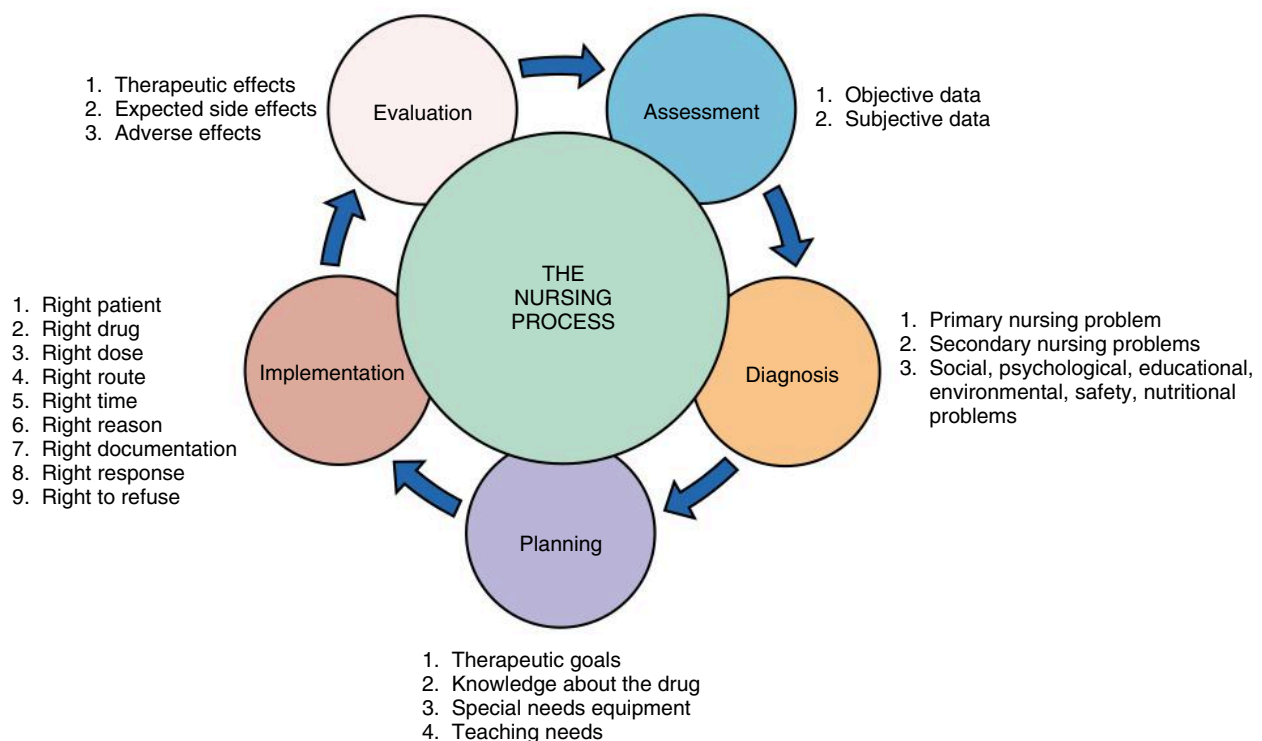 Evaluation
1. Therapeutic effects
2. Expected side effects
3. Adverse effects
Assessment
1. Objective data
2. Subjective data
THE
NURSING
PROCESS
Implementation
1. Right patient
2. Right drug
3. Right dose
4. Right route
5. Right time
6. Right reason
7. Right documentation
8. Right response
9. Right to refuse
Diagnosis
1. Primary nursing problem
2. Secondary nursing problems
3. Social, psychological, educational,
environmental, safety, nutritional
problems
Planning
1. Therapeutic goals
2. Knowledge about the drug
3. Special needs equipment
4. Teaching needs